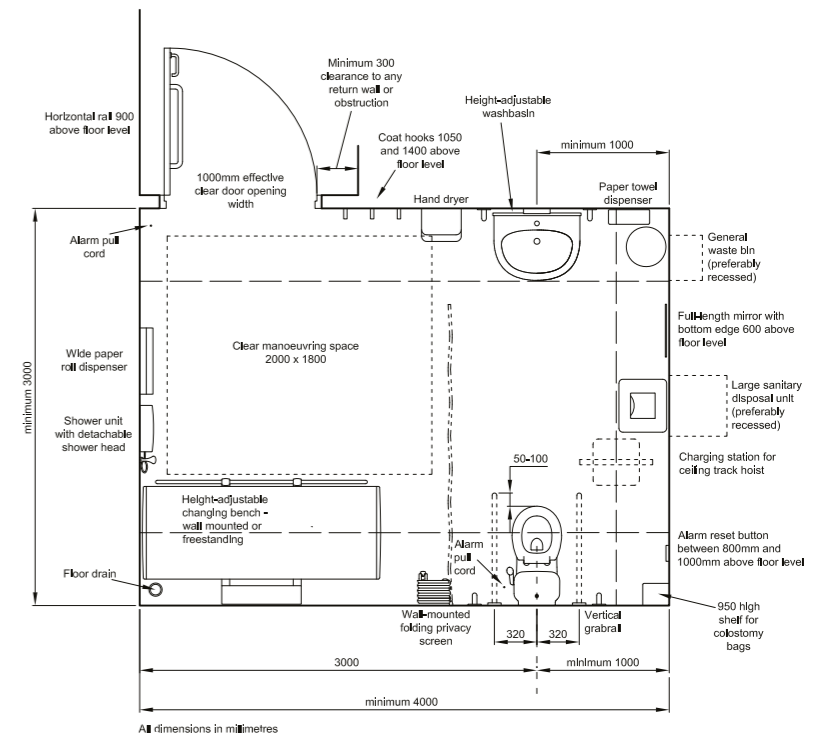 Minimum 300
clearance to any
return wall or
obstruction
Horizontal rail 900
above floor level
Height-adjustable
washbasin
Coat hooks 1050
and 1400 above
floor level
minimum 1000
1000mm effective
clear door opening
width
Hand dryer
Paper towel
dispenser
Alarm pull
cord
General
waste bin
(preferably
recessed)
Full-length mirror with
bottom edge 600 above
floor level
Wide paper
roll dispenser
Clear manoeuvring space
2000 x 1800
minimum 3000
Large sanitary
disposal unit
(preferably
recessed)
Shower unit
with detachable
shower head
50-100
Charging station for
ceiling track hoist
Height-adjustable
changing bench -
wall mounted or
freestanding
Alarm
pull
cord
Alarm reset button
between 800mm and
1000mm above floor level
Floor drain
Wall-mounted
folding privacy
screen
320
320
Vertical
grabrail
950 high
shelf for
colostomy
bags
3000
minimum 1000
minimum 4000
All dimensions in milimetres